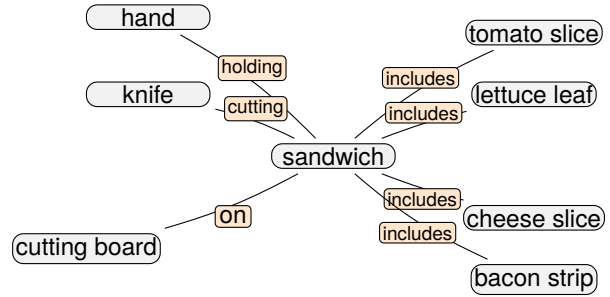 hand
tomato slice
holding
includes
knife
lettuce leaf
cutting
includes
sandwich
includes
on
cheese slice
includes
cutting board
bacon strip